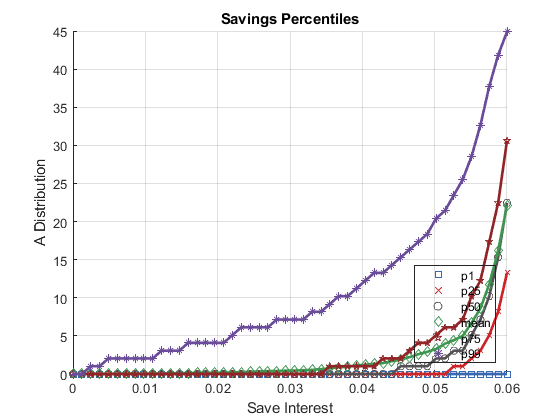 Savings Percentiles
A Distribution
45
40
35
30
25
20
15
10
5
0
p1
p25
p50
mean
p75
p99
0 0.01 0.02 0.03 0.04 0.05 0.06
Save Interest